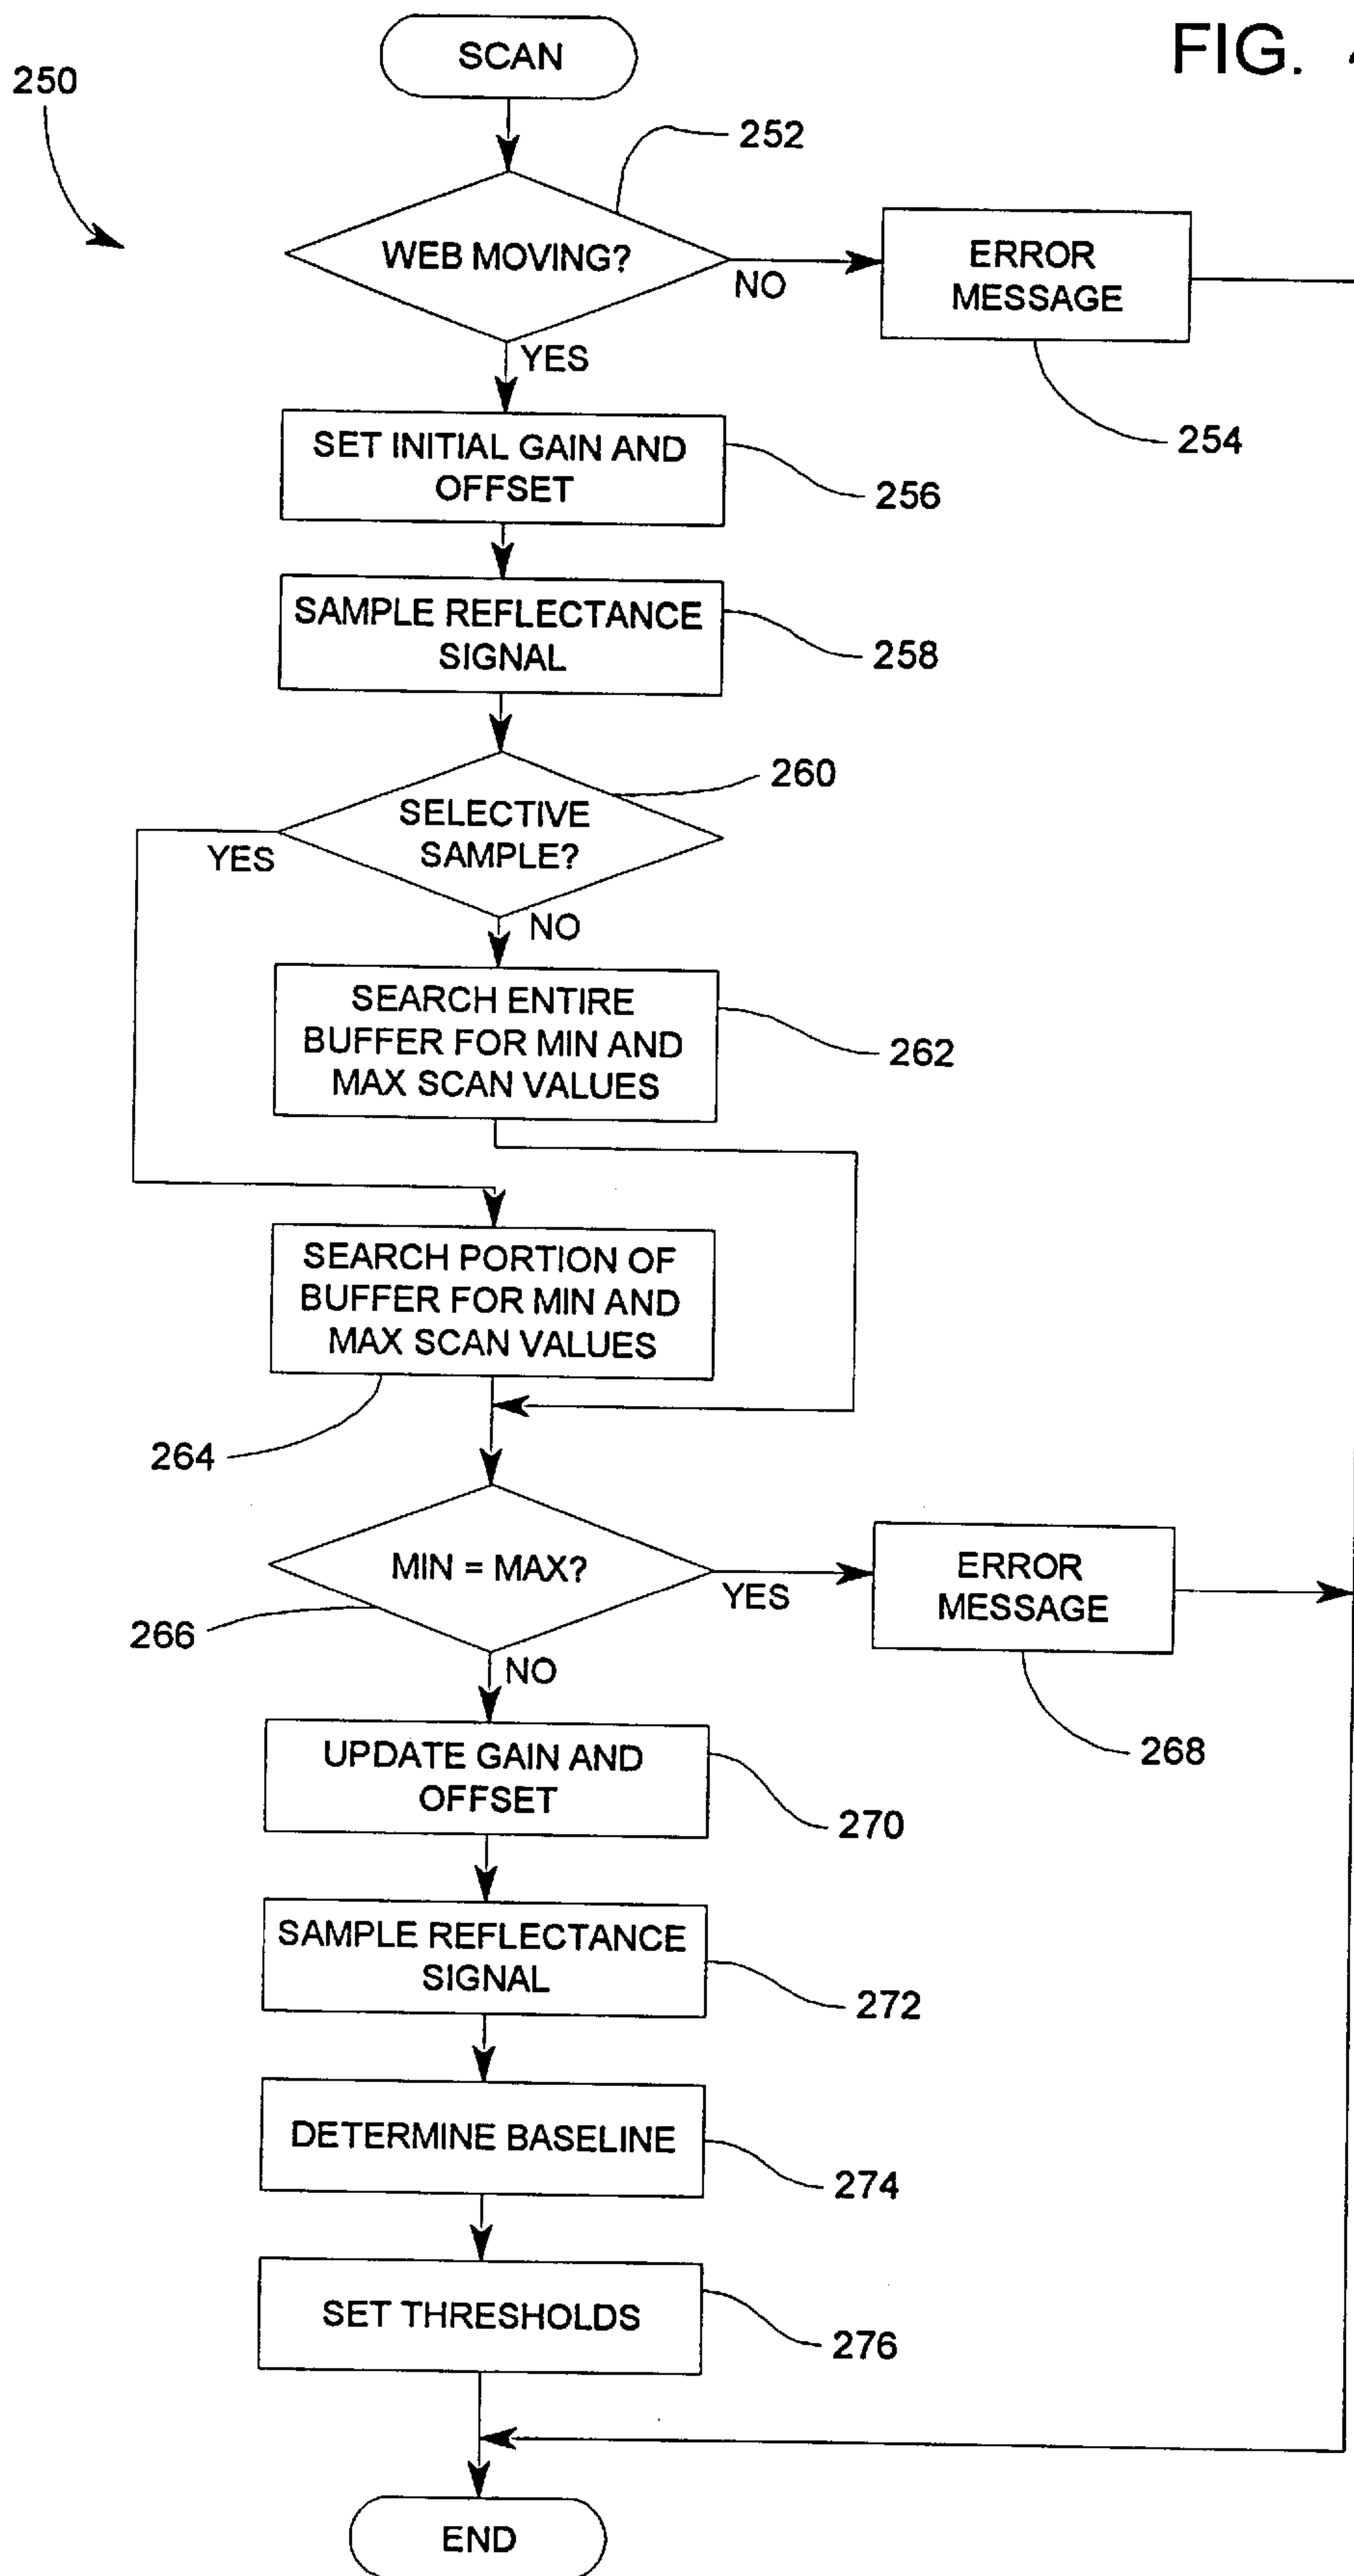 FIG.
SCAN
250
252
WEB MOVING?
NO
ERROR
MESSAGE
YES
254
SET INITIAL GAIN AND
OFFSET
256
SAMPLE REFLECTANCE
SIGNAL
258
260
SELECTIVE
SAMPLE?
YES
NO
SEARCH ENTIRE
BUFFER FOR MIN AND
MAX SCAN VALUES
262
SEARCH PORTION OF
BUFFER FOR MIN AND
MAX SCAN VALUES
264
MIN = MAX?
YES
ERROR
MESSAGE
266
NO
268
UPDATE GAIN AND
OFFSET
270
SAMPLE REFLECTANCE
SIGNAL
272
DETERMINE BASELINE
274
SET THRESHOLDS
276
END